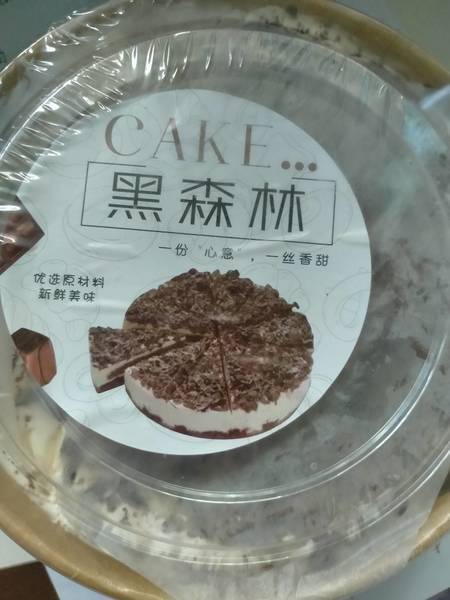 CAKE...
黑森林
一份“心意”，一丝香甜
优选原材料
新鲜美味